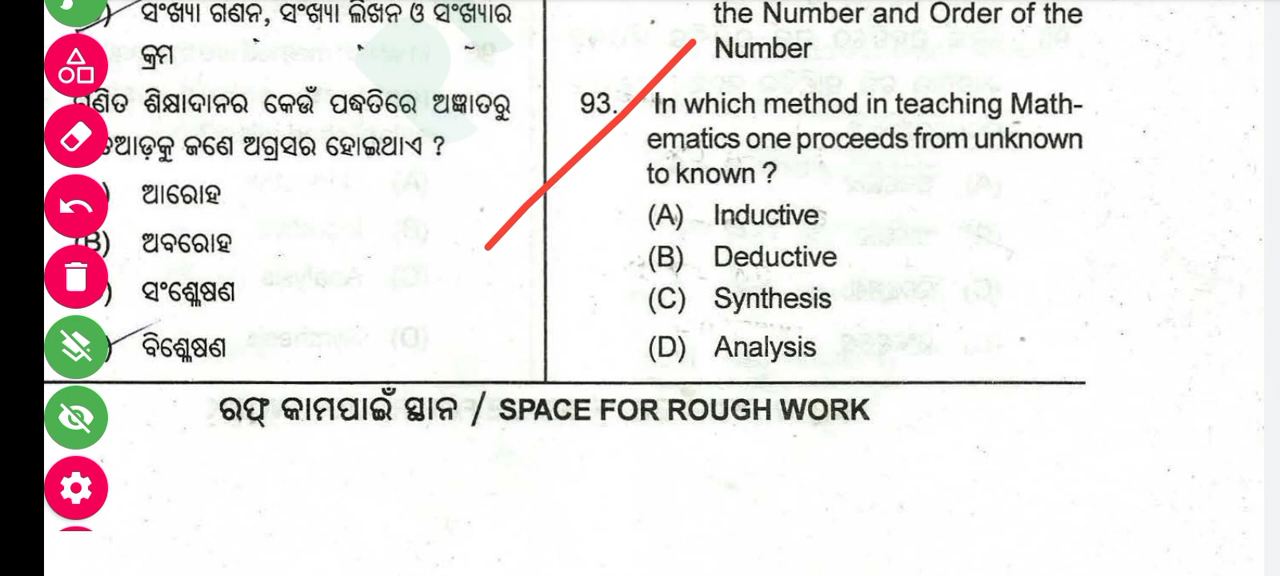 ସଂଖ୍ୟା ଗଣନ, ସଂଖ୍ୟା ଲିଖନ ଓ ସଂଖ୍ୟାର
କ୍ରମ
ଗଣିତ ଶିକ୍ଷାଦାନର କେଉଁ ପଦ୍ଧତିରେ ଅଜ୍ଞାତରୁ
ଜଣେ ଅଗ୍ରସର ହୋଇଥାଏ ?
) ଆରୋହ
(B) ଅବରୋହ
) ସଂଶ୍ଳେଷଣ
) ବିଶ୍ଳେଷଣ
the Number and Order of the
Number
93. In which method in teaching Math-
ematics one proceeds from unknown
to known ?
(A) Inductive
(B) Deductive
(C) Synthesis
(D) Analysis
ରଫ୍ କାମପାଇଁ ସ୍ଥାନ / SPACE FOR ROUGH WORK